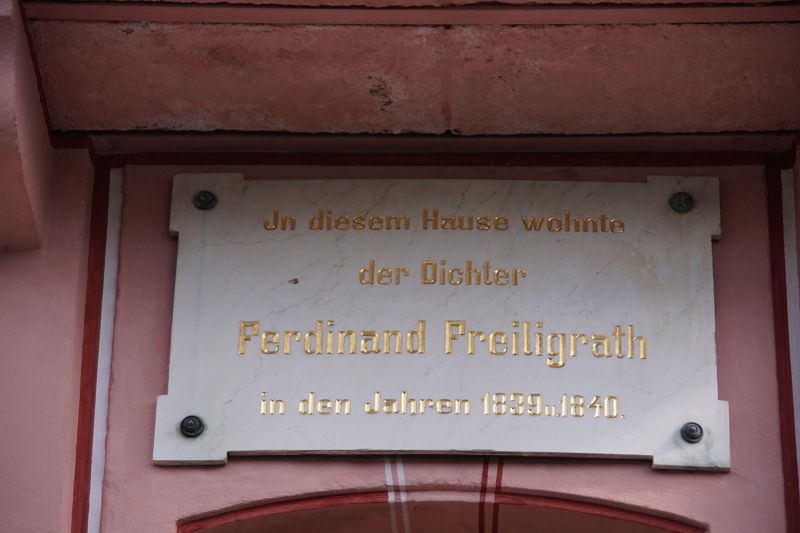 Jn diesem Hause wohnte
der Dichter
Ferdinand Freiligrath
in den Jahren 1839 u. 1840.